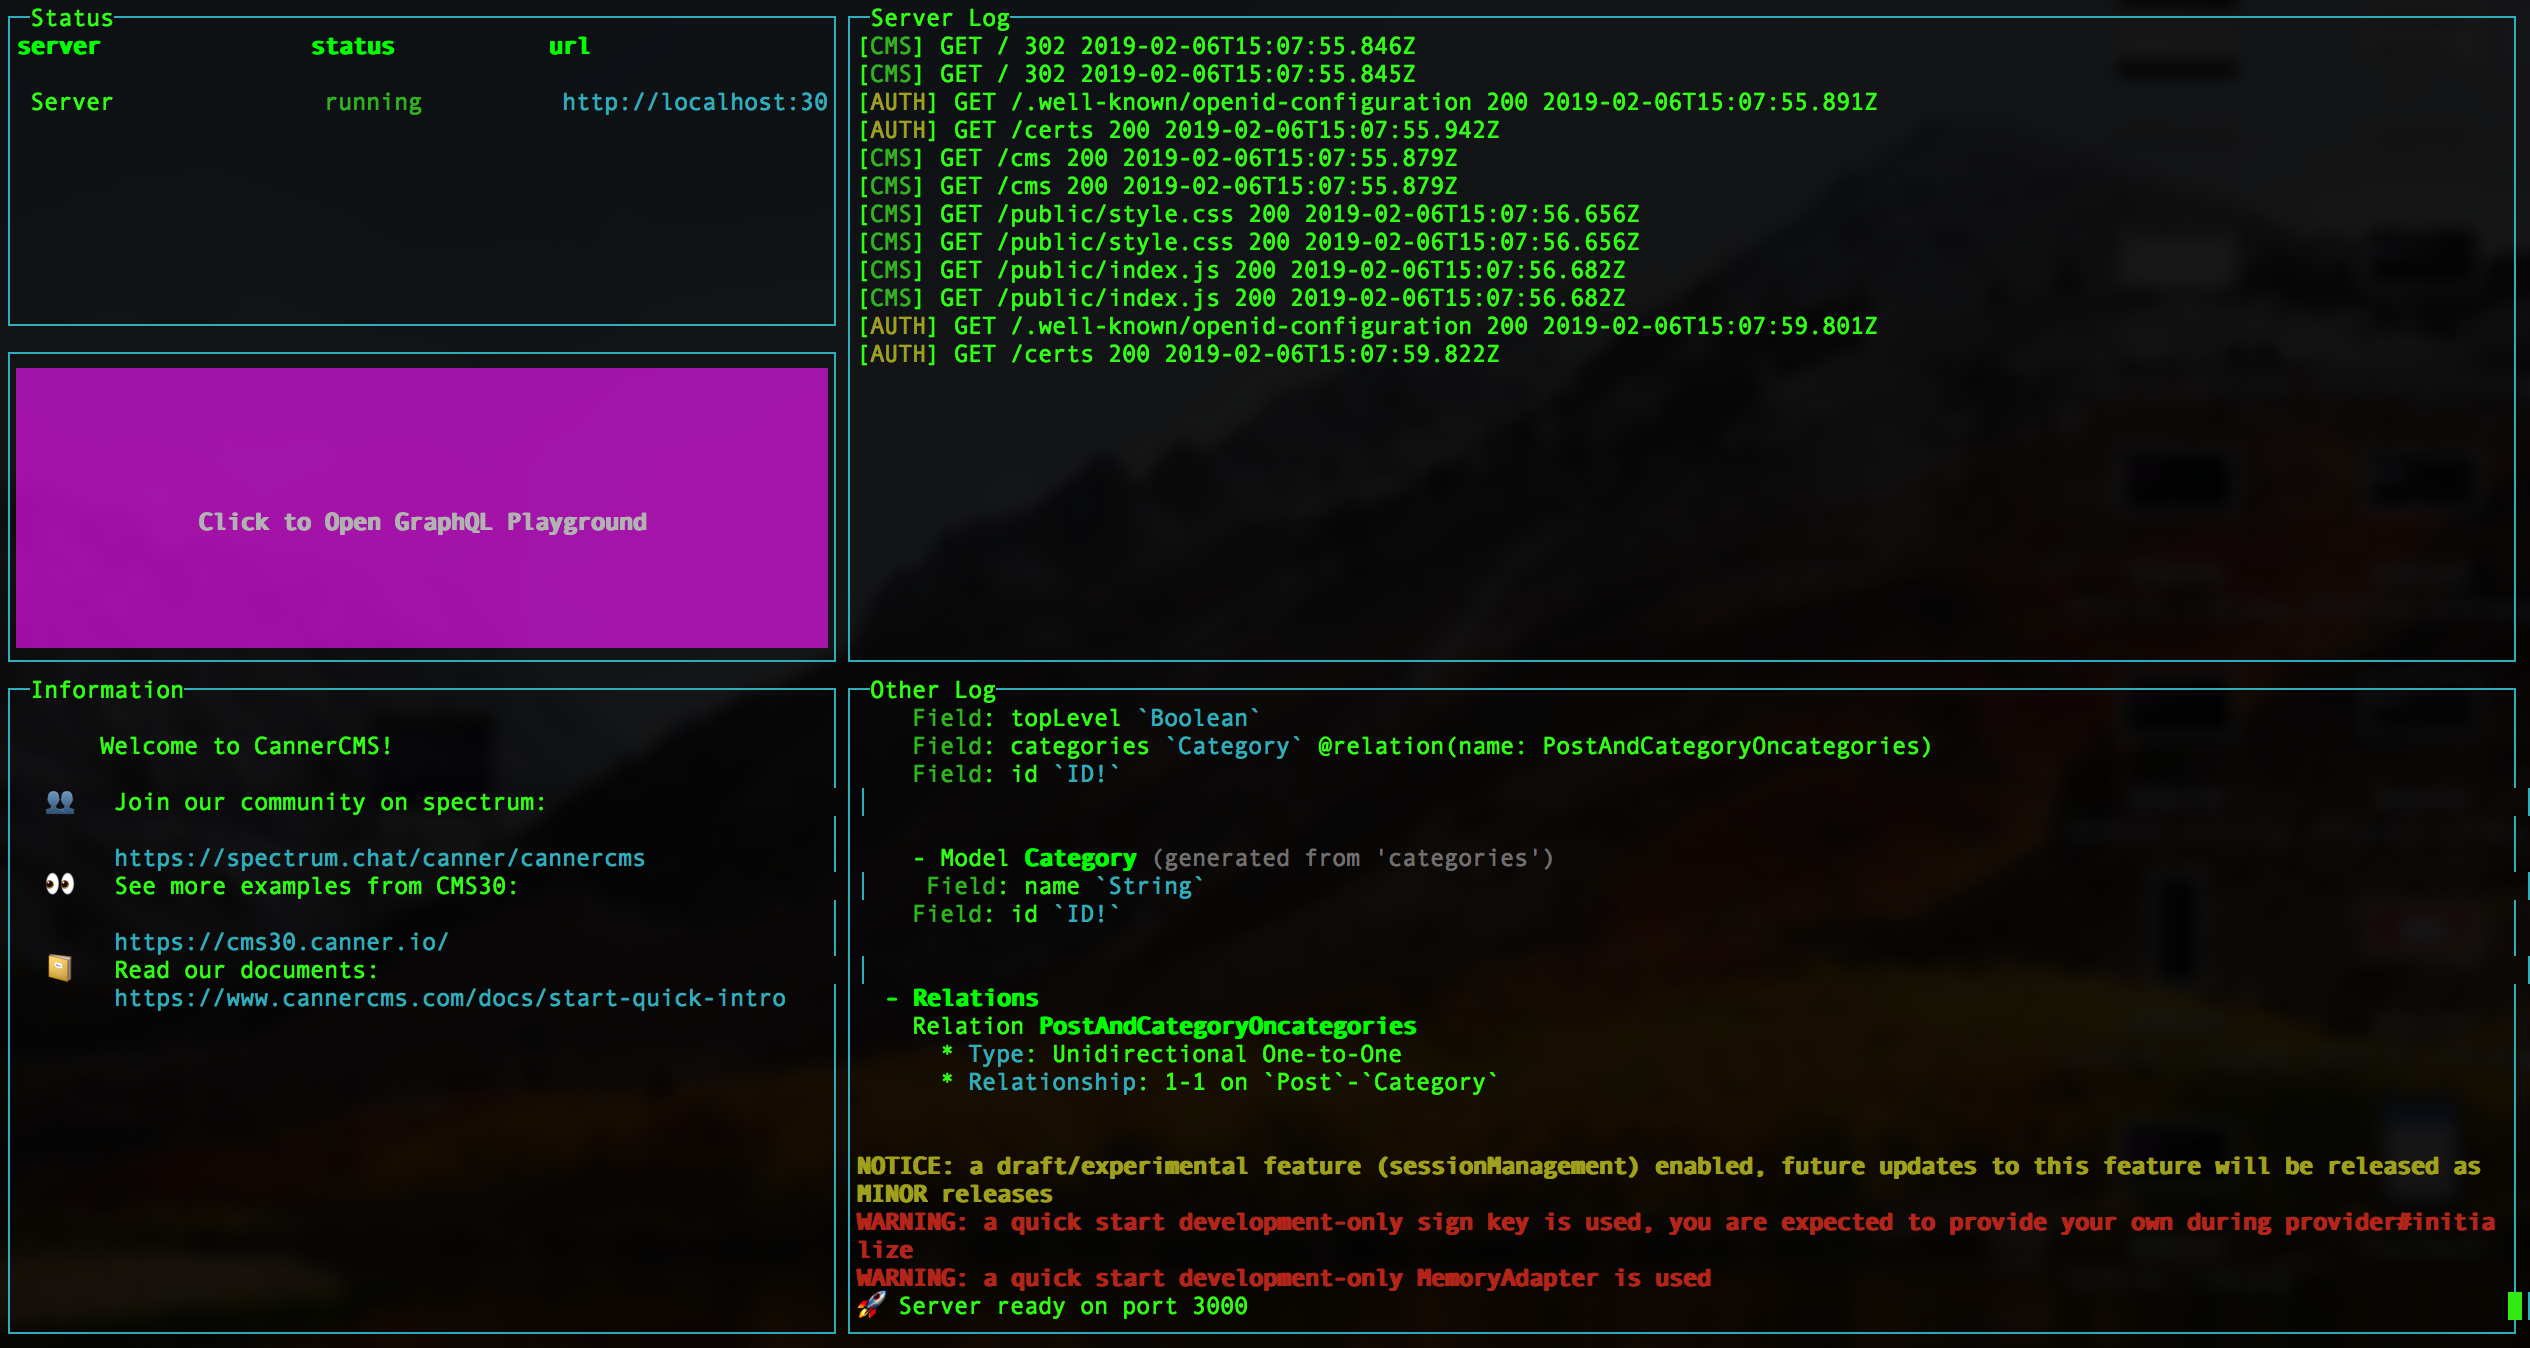 Status
server status url
Server running http://localhost:30
Click to Open GraphQL Playground
Information
Welcome to CannerCMS!
Join our community on spectrum:
https://spectrum.chat/canner/cannercms
See more examples from CMS30:
https://cms30.canner.io/
Read our documents:
https://www.cannercms.com/docs/start-quick-intro
Server Log
[CMS] GET / 302 2019-02-06T15:07:55.846Z
[CMS] GET / 302 2019-02-06T15:07:55.845Z
[AUTH] GET /.well-known/openid-configuration 200 2019-02-06T15:07:55.891Z
[AUTH] GET /certs 200 2019-02-06T15:07:55.942Z
[CMS] GET /cms 200 2019-02-06T15:07:55.879Z
[CMS] GET /cms 200 2019-02-06T15:07:55.879Z
[CMS] GET /public/style.css 200 2019-02-06T15:07:56.656Z
[CMS] GET /public/style.css 200 2019-02-06T15:07:56.656Z
[CMS] GET /public/index.js 200 2019-02-06T15:07:56.682Z
[CMS] GET /public/index.js 200 2019-02-06T15:07:56.682Z
[AUTH] GET /.well-known/openid-configuration 200 2019-02-06T15:07:59.801Z
[AUTH] GET /certs 200 2019-02-06T15:07:59.822Z
Other Log
Field: topLevel `Boolean`
Field: categories `Category` @relation(name: PostAndCategoryOncategories)
Field: id `ID!`
- Model Category (generated from 'categories')
Field: name `String`
Field: id `ID!`
- Relations
Relation PostAndCategoryOncategories
* Type: Unidirectional One-to-One
* Relationship: 1-1 on `Post`-`Category`
NOTICE: a draft/experimental feature (sessionManagement) enabled, future updates to this feature will be released as
MINOR releases
WARNING: a quick start development-only sign key is used, you are expected to provide your own during provider#initia
lize
WARNING: a quick start development-only MemoryAdapter is used
🚀 Server ready on port 3000